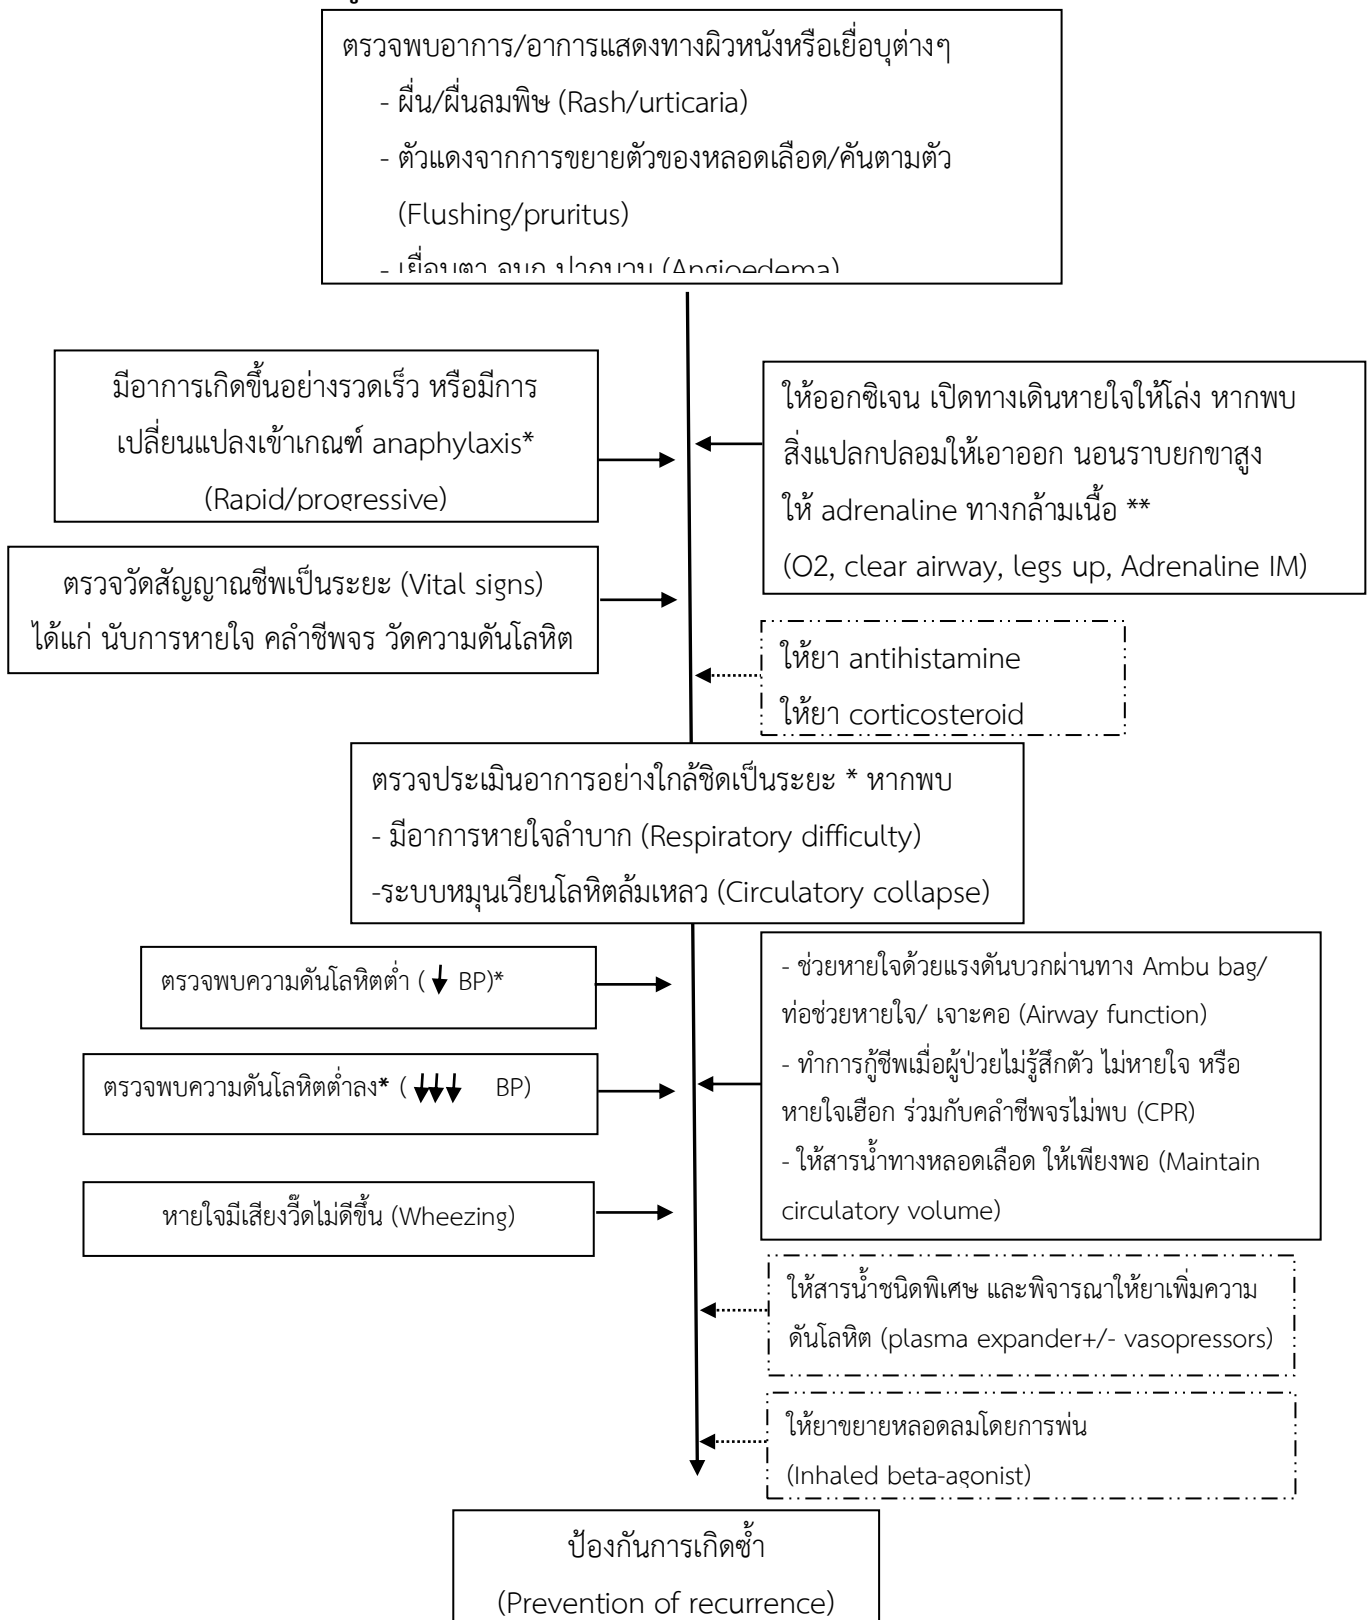 ตรวจพบอาการ/อาการแสดงทางผิวหนังหรือเยื่อบุต่างๆ
- ผื่น/ผื่นลมพิษ (Rash/urticaria)
- ตัวแดงจากการขยายตัวของหลอดเลือด/คันตามตัว
(Flushing/pruritus)
- เยื่อบุตา จมูก ปากบวม (Angioedema)
มีอาการเกิดขึ้นอย่างรวดเร็ว หรือมีการ
เปลี่ยนแปลงเข้าเกณฑ์ anaphylaxis*
(Rapid/progressive)
ให้ออกซิเจน เปิดทางเดินหายใจให้โล่ง หากพบ
สิ่งแปลกปลอมให้เอาออก นอนราบยกขาสูง
ให้ adrenaline ทางกล้ามเนื้อ **
(O2, clear airway, legs up, Adrenaline IM)
ตรวจวัดสัญญาณชีพเป็นระยะ (Vital signs)
ได้แก่ นับการหายใจ คลำชีพจร วัดความดันโลหิต
ให้ยา antihistamine
ให้ยา corticosteroid
ตรวจประเมินอาการอย่างใกล้ชิดเป็นระยะ * หากพบ
- มีอาการหายใจลำบาก (Respiratory difficulty)
-ระบบหมุนเวียนโลหิตล้มเหลว (Circulatory collapse)
ตรวจพบความดันโลหิตต่ำ (↓ BP)*
ตรวจพบความดันโลหิตต่ำลง* (↓↓↓ BP)
หายใจมีเสียงวี๊ดไม่ดีขึ้น (Wheezing)
- ช่วยหายใจด้วยแรงดันบวกผ่านทาง Ambu bag/
ท่อช่วยหายใจ/ เจาะคอ (Airway function)
- ทำการกู้ชีพเมื่อผู้ป่วยไม่รู้สึกตัว ไม่หายใจ หรือ
หายใจเฮือก ร่วมกับคลำชีพจรไม่พบ (CPR)
- ให้สารน้ำทางหลอดเลือด ให้เพียงพอ (Maintain
circulatory volume)
ให้สารน้ำชนิดพิเศษ และพิจารณาให้ยาเพิ่มความ
ดันโลหิต (plasma expander+/- vasopressors)
ให้ยาขยายหลอดลมโดยการพ่น
(Inhaled beta-agonist)
ป้องกันการเกิดซ้ำ
(Prevention of recurrence)